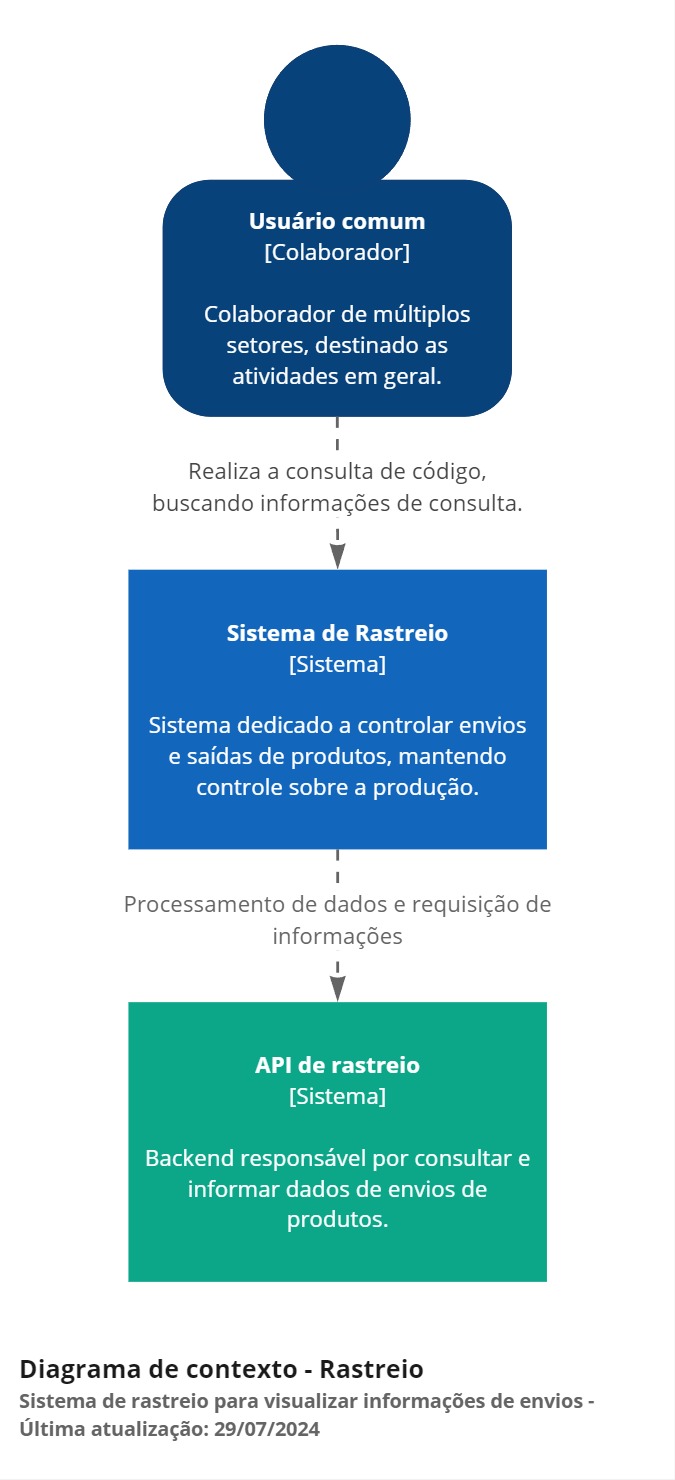 Usuário comum
[Colaborador]
Colaborador de múltiplos
setores, destinado as
atividades em geral.
Realiza a consulta de código,
buscando informações de consulta.
Sistema de Rastreio
[Sistema]
Sistema dedicado a controlar envios
e saídas de produtos, mantendo
controle sobre a produção.
Processamento de dados e requisição de
informações
API de rastreio
[Sistema]
Backend responsável por consultar e
informar dados de envios de
produtos.
Diagrama de contexto - Rastreio
Sistema de rastreio para visualizar informações de envios -
Última atualização: 29/07/2024